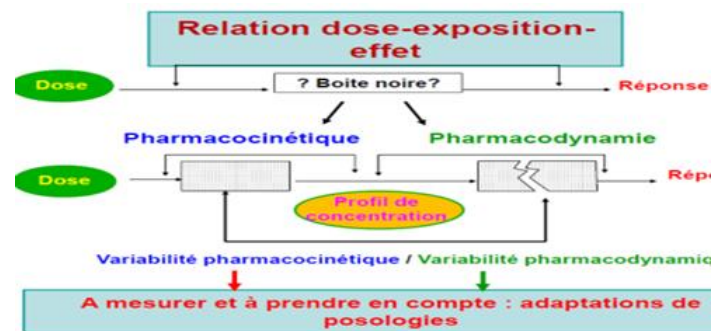 Relation dose-exposition-
effet
Dose
? Boite noire?
Réponse
Pharmacocinétique
Pharmacodynamie
Dose
Profil de
concentration
Répo
Variabilité pharmacocinétique / Variabilité pharmacodynamiq
A mesurer et à prendre en compte : adaptations de
posologies